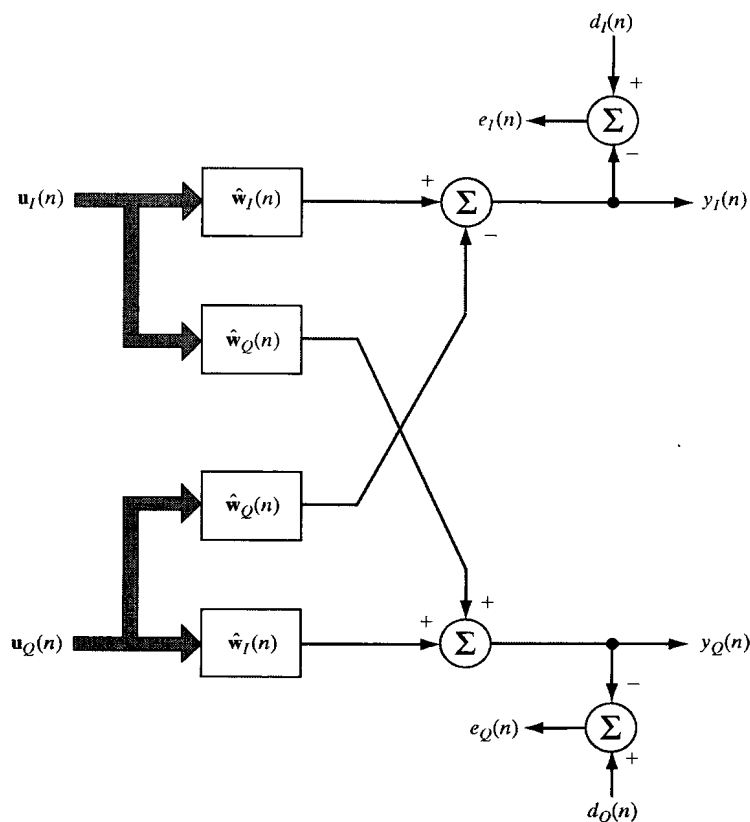 d_I(n)
+
e_I(n) Σ
−
u_I(n) ŵ_I(n) + Σ y_I(n)
−
ŵ_Q(n)
ŵ_Q(n)
+
u_Q(n) ŵ_I(n) + Σ y_Q(n)
−
e_Q(n) Σ
+
d_Q(n)